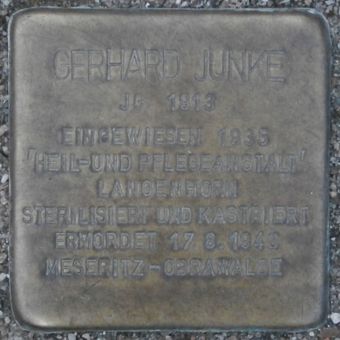 GERHARD JUNKE
JG. 1913
EINGEWIESEN 1935
"HEIL-UND PFLEGEANSTALT"
LANGENHORN
STERILISIERT UND KASTRIERT
ERMORDET 17.8.1943
MESERITZ-OBRAWALDE